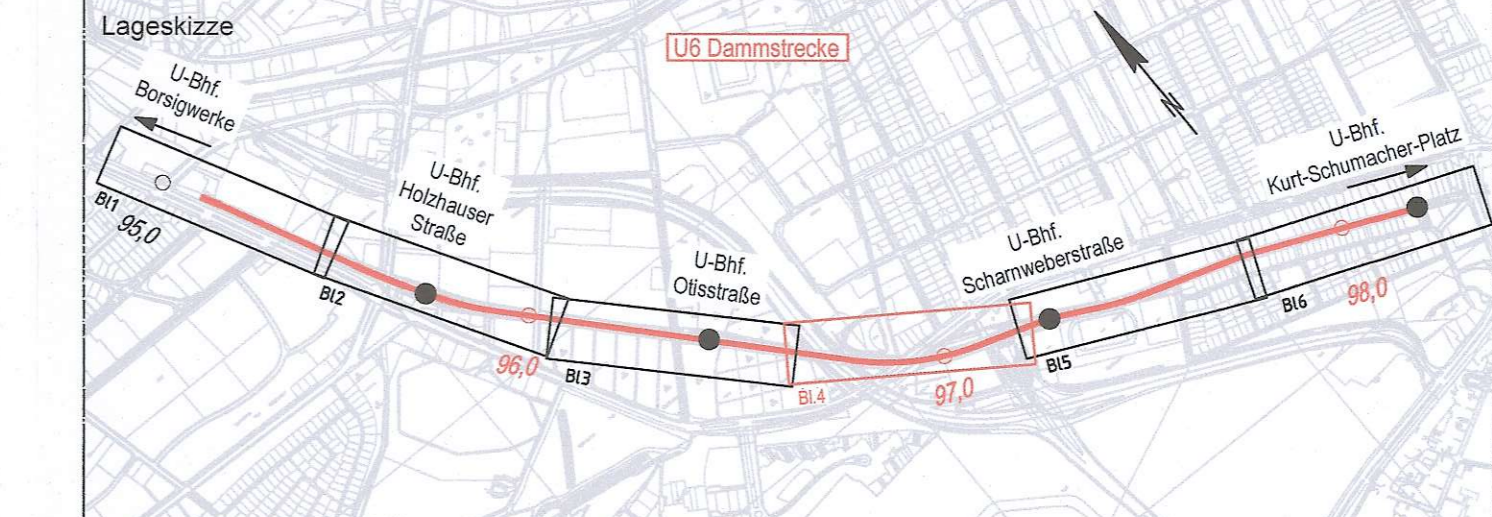 Lageskizze
U6 Dammstrecke
U-Bhf.
Borsigwerke
Bl1
95,0
U-Bhf.
Holzhauser
Straße
Bl2
96,0
U-Bhf.
Otisstraße
Bl3
Bl.4
97,0
U-Bhf.
Scharnweberstraße
Bl5
N
U-Bhf.
Kurt-Schumacher-Platz
Bl6
98,0